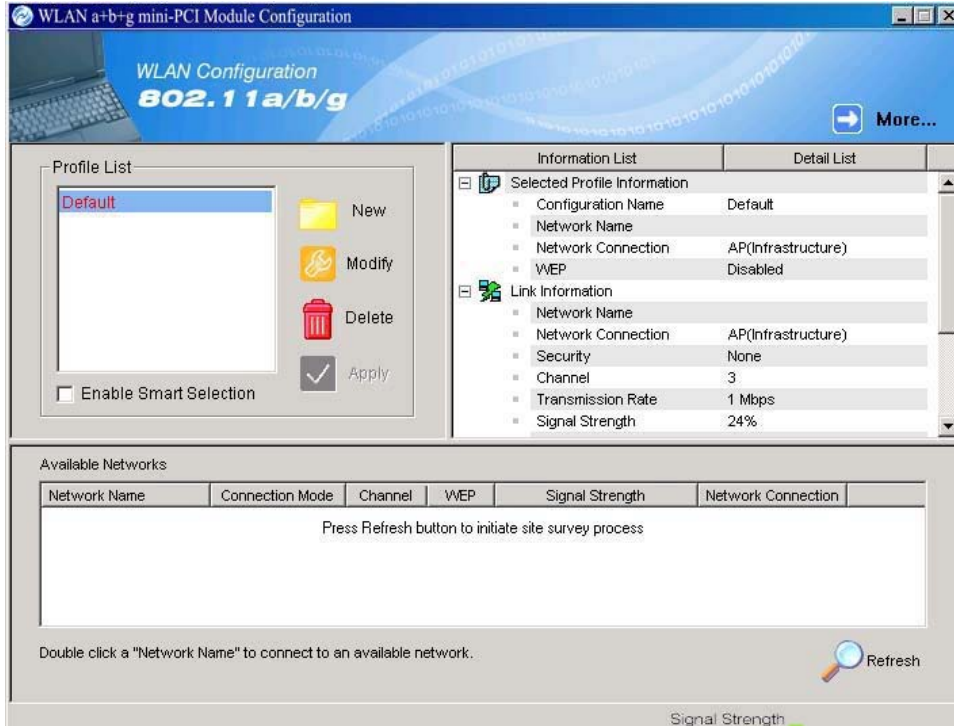 WLAN a+b+g mini-PCI Module Configuration
WLAN Configuration
802.11a/b/g
More...
Profile List
Default
New
Modify
Delete
Apply
Enable Smart Selection
Information List Detail List
Selected Profile Information
Configuration Name Default
Network Name
Network Connection AP(Infrastructure)
WEP Disabled
Link Information
Network Name
Network Connection AP(Infrastructure)
Security None
Channel 3
Transmission Rate 1 Mbps
Signal Strength 24%
Available Networks
Network Name Connection Mode Channel WEP Signal Strength Network Connection
Press Refresh button to initiate site survey process
Double click a "Network Name" to connect to an available network.
Refresh
Signal Strength